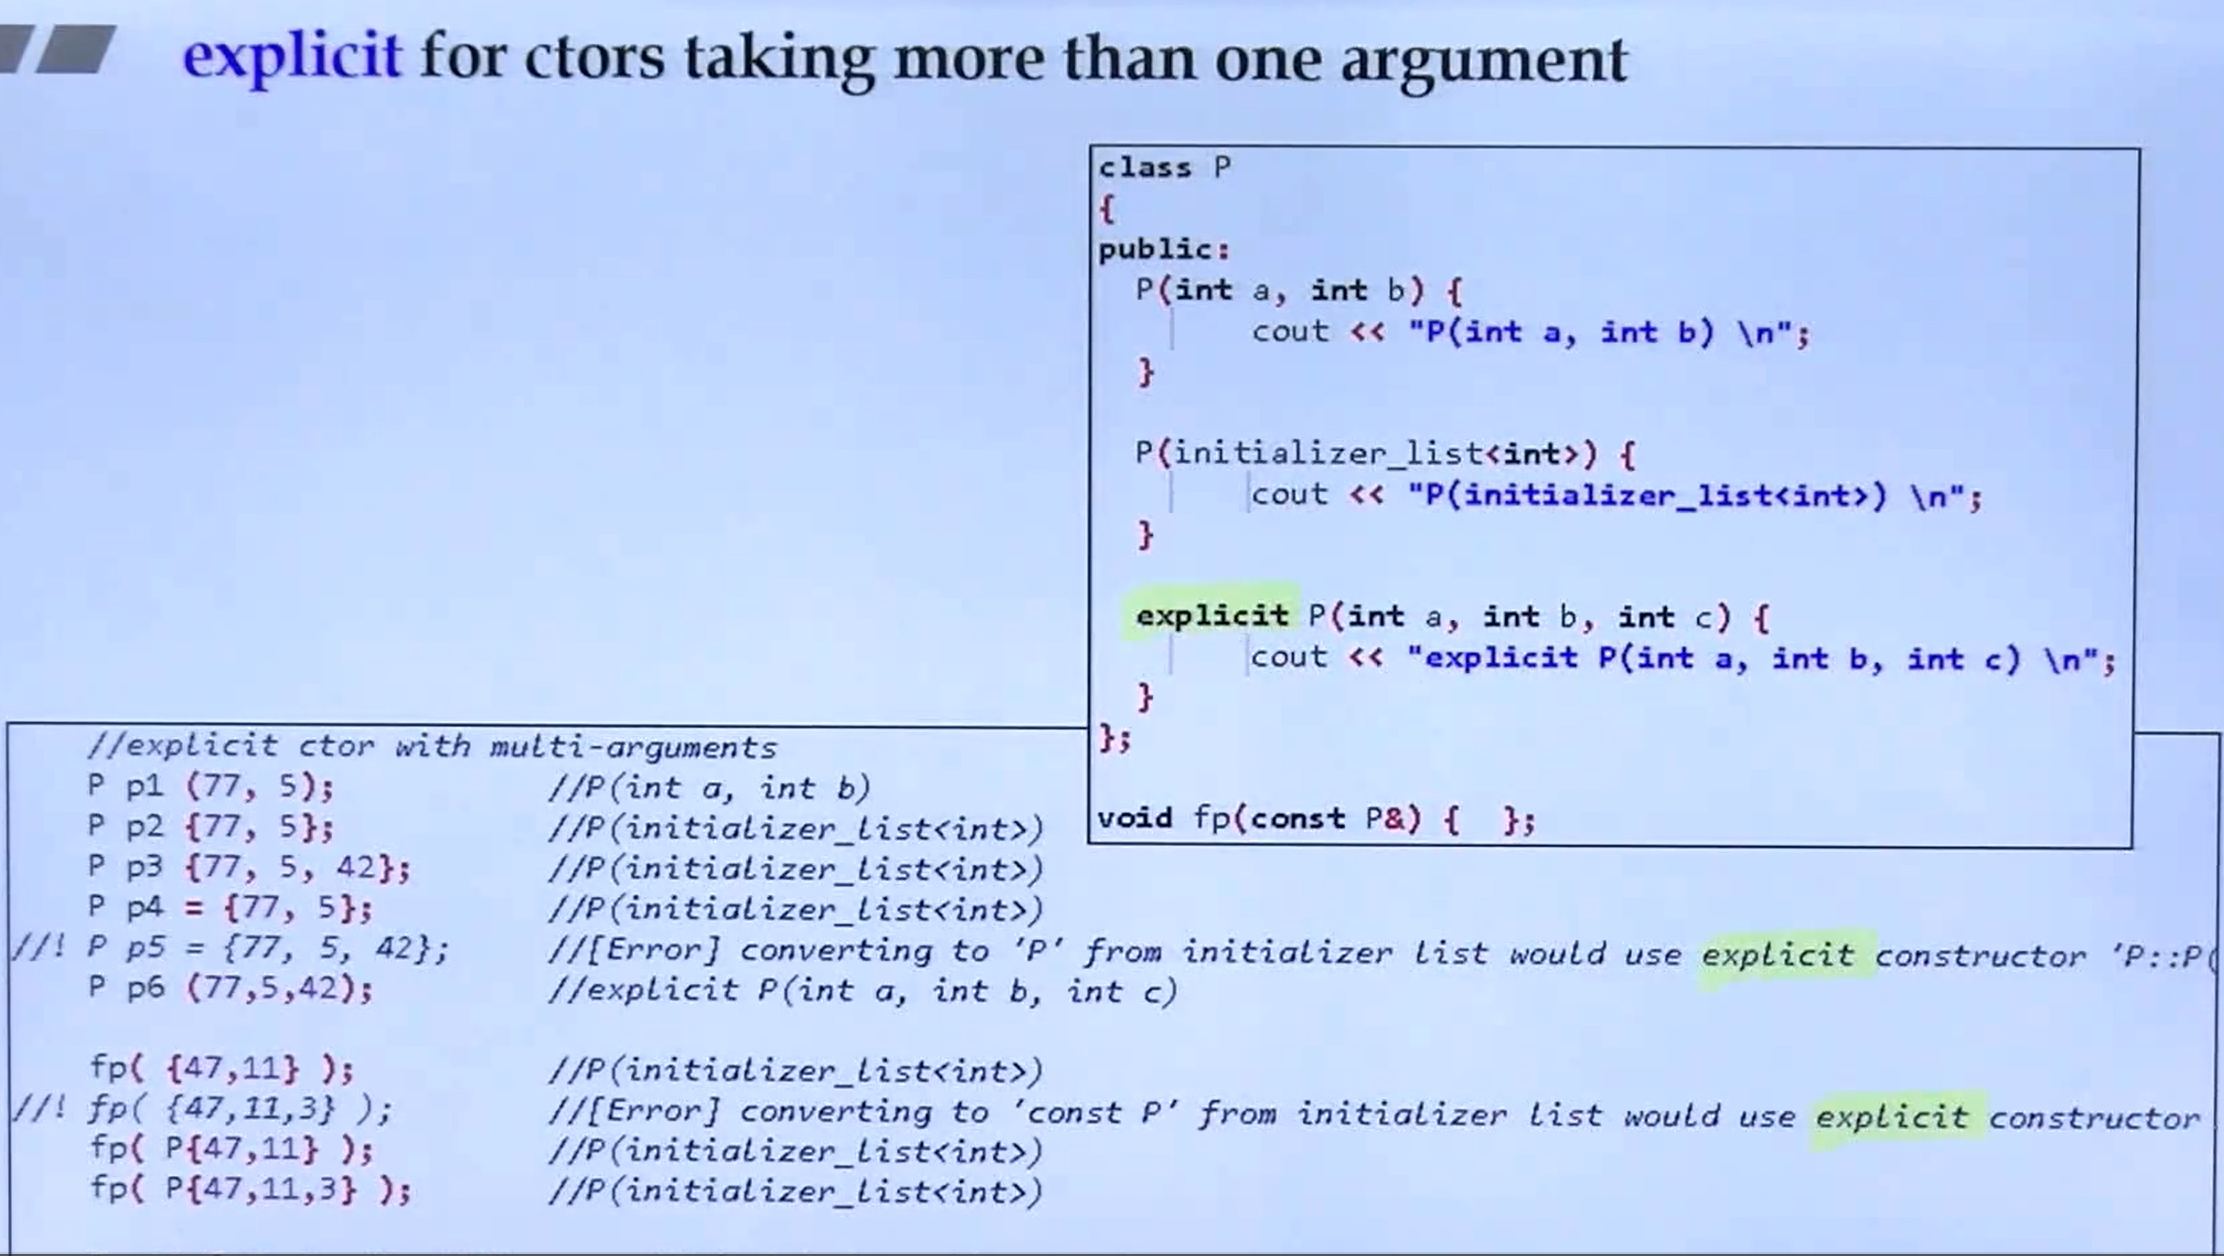 explicit for ctors taking more than one argument
class P
{
public:
P(int a, int b) {
cout << "P(int a, int b) \n";
}
P(initializer_list<int>) {
cout << "P(initializer_list<int>) \n";
}
explicit P(int a, int b, int c) {
cout << "explicit P(int a, int b, int c) \n";
}
};
void fp(const P&) { };
//explicit ctor with multi-arguments
P p1 (77, 5); //P(int a, int b)
P p2 {77, 5}; //P(initializer_list<int>)
P p3 {77, 5, 42}; //P(initializer_list<int>)
P p4 = {77, 5}; //P(initializer_list<int>)
//! P p5 = {77, 5, 42}; //[Error] converting to 'P' from initializer list would use explicit constructor 'P::P(
P p6 (77,5,42); //explicit P(int a, int b, int c)
fp( {47,11} ); //P(initializer_list<int>)
//! fp( {47,11,3} ); //[Error] converting to 'const P' from initializer list would use explicit constructor
fp( P{47,11} ); //P(initializer_list<int>)
fp( P{47,11,3} ); //P(initializer_list<int>)